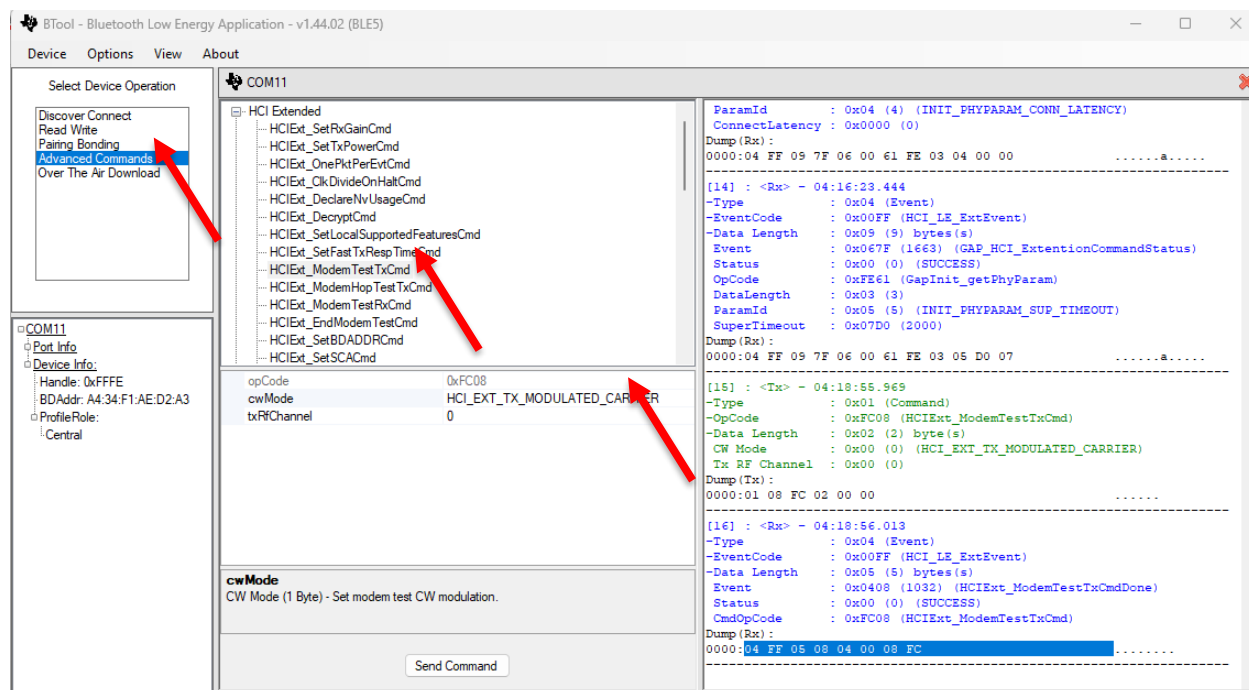 BTool - Bluetooth Low Energy Application - v1.44.02 (BLE5)
Device Options View About
Select Device Operation
Discover Connect
Read Write
Pairing Bonding
Advanced Commands
Over The Air Download
COM11
Port Info
Device Info:
Handle: 0xFFFE
BDAddr: A4:34:F1:AE:D2:A3
ProfileRole:
Central
COM11
HCI Extended
HCIExt_SetRxGainCmd
HCIExt_SetTxPowerCmd
HCIExt_OnePktPerEvtCmd
HCIExt_ClkDivideOnHaltCmd
HCIExt_DeclareNvUsageCmd
HCIExt_DecryptCmd
HCIExt_SetLocalSupportedFeaturesCmd
HCIExt_SetFastTxRespTimeCmd
HCIExt_ModemTestTxCmd
HCIExt_ModemHopTestTxCmd
HCIExt_ModemTestRxCmd
HCIExt_EndModemTestCmd
HCIExt_SetBDADDRCmd
HCIExt_SetSCACmd
opCode 0xFC08
cwMode HCI_EXT_TX_MODULATED_CARRIER
txRfChannel 0
cwMode
CW Mode (1 Byte) - Set modem test CW modulation.
Send Command
ParamId : 0x04 (4) (INIT_PHYPARAM_CONN_LATENCY)
ConnectLatency : 0x0000 (0)
Dump(Rx):
0000:04 FF 09 7F 06 00 61 FE 03 04 00 00 ......a.....
[14] : <Rx> - 04:16:23.444
-Type : 0x04 (Event)
-EventCode : 0x00FF (HCI_LE_ExtEvent)
-Data Length : 0x09 (9) bytes(s)
Event : 0x067F (1663) (GAP_HCI_ExtentionCommandStatus)
Status : 0x00 (0) (SUCCESS)
OpCode : 0xFE61 (GapInit_getPhyParam)
DataLength : 0x03 (3)
ParamId : 0x05 (5) (INIT_PHYPARAM_SUP_TIMEOUT)
SuperTimeout : 0x07D0 (2000)
Dump(Rx):
0000:04 FF 09 7F 06 00 61 FE 03 05 D0 07 ......a.....
[15] : <Tx> - 04:18:55.969
-Type : 0x01 (Command)
-OpCode : 0xFC08 (HCIExt_ModemTestTxCmd)
-Data Length : 0x02 (2) byte(s)
CW Mode : 0x00 (0) (HCI_EXT_TX_MODULATED_CARRIER)
Tx RF Channel : 0x00 (0)
Dump(Tx):
0000:01 08 FC 02 00 00 ......
[16] : <Rx> - 04:18:56.013
-Type : 0x04 (Event)
-EventCode : 0x00FF (HCI_LE_ExtEvent)
-Data Length : 0x05 (5) bytes(s)
Event : 0x0408 (1032) (HCIExt_ModemTestTxCmdDone)
Status : 0x00 (0) (SUCCESS)
CmdOpCode : 0xFC08 (HCIExt_ModemTestTxCmd)
Dump(Rx):
0000:04 FF 05 08 04 00 08 FC ........